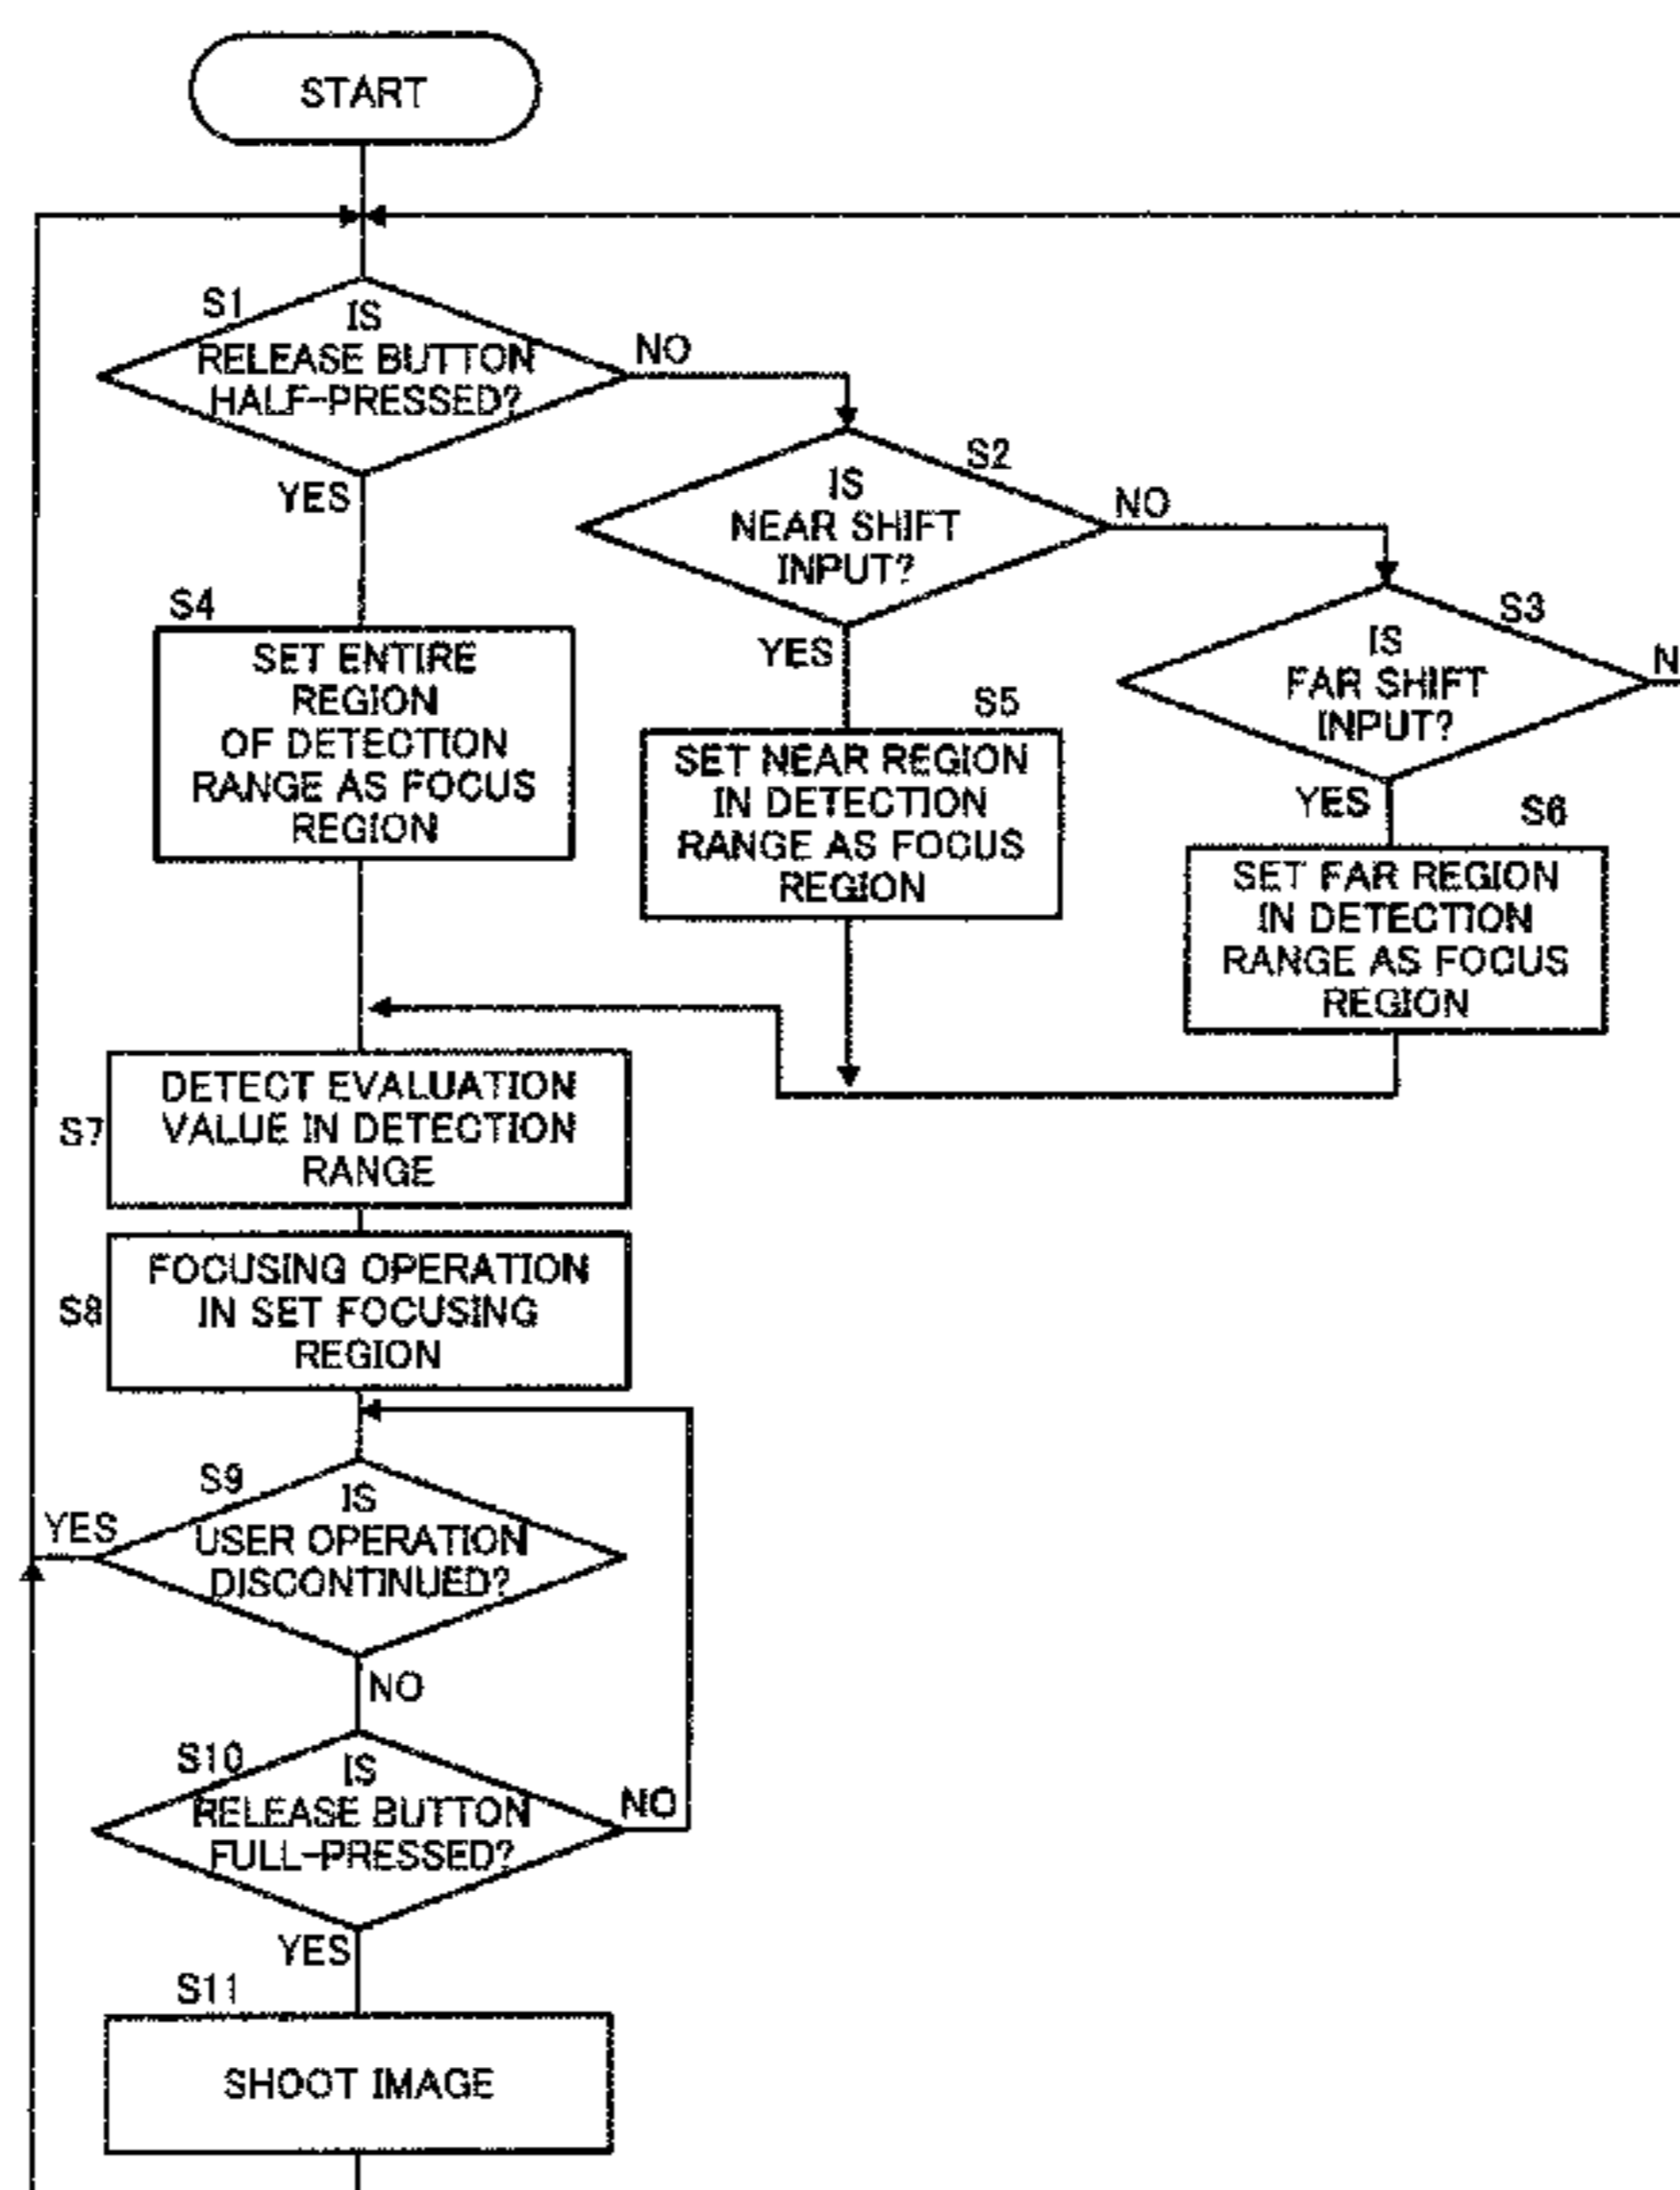 START
S1
IS
RELEASE BUTTON
HALF-PRESSED?
NO
YES
S2
IS
NEAR SHIFT
INPUT?
NO
YES
S3
IS
FAR SHIFT
INPUT?
N
YES
S4
SET ENTIRE
REGION
OF DETECTION
RANGE AS FOCUS
REGION
S5
SET NEAR REGION
IN DETECTION
RANGE AS FOCUS
REGION
S6
SET FAR REGION
IN DETECTION
RANGE AS FOCUS
REGION
S7
DETECT EVALUATION
VALUE IN DETECTION
RANGE
S8
FOCUSING OPERATION
IN SET FOCUSING
REGION
S9
IS
USER OPERATION
DISCONTINUED?
YES
NO
S10
IS
RELEASE BUTTON
FULL-PRESSED?
NO
YES
S11
SHOOT IMAGE